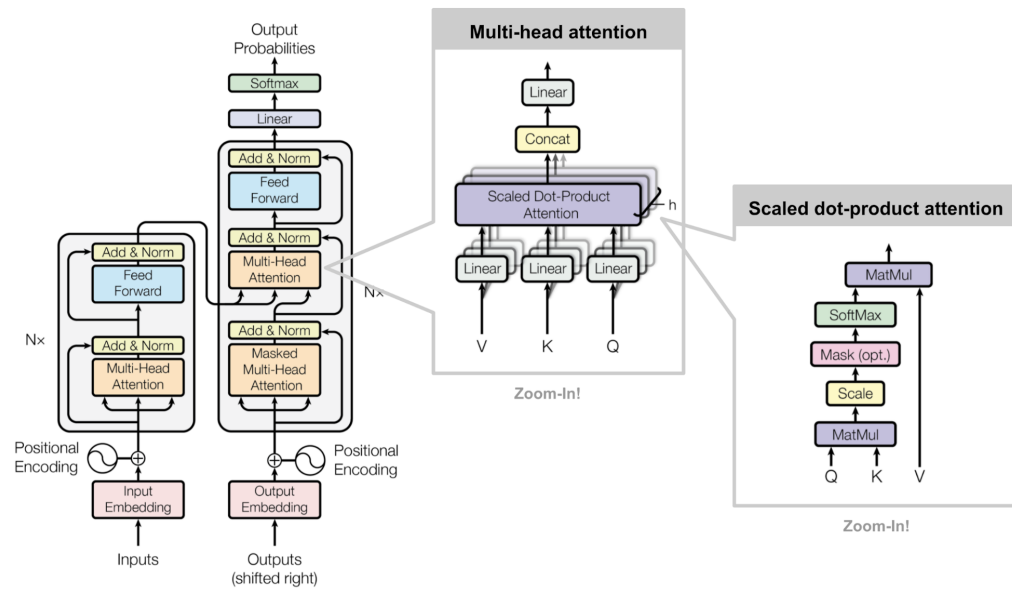 Output
Probabilities
Softmax
Linear
Add & Norm
Feed
Forward
Add & Norm
Multi-Head
Attention
Add & Norm
Masked
Multi-Head
Attention
N×
Add & Norm
Feed
Forward
Add & Norm
Multi-Head
Attention
N×
Positional
Encoding
Positional
Encoding
Input
Embedding
Output
Embedding
Inputs
Outputs
(shifted right)
Multi-head attention
Linear
Concat
Scaled Dot-Product
Attention
h
Linear
Linear
Linear
V
K
Q
Zoom-In!
Scaled dot-product attention
MatMul
SoftMax
Mask (opt.)
Scale
MatMul
Q
K
V
Zoom-In!